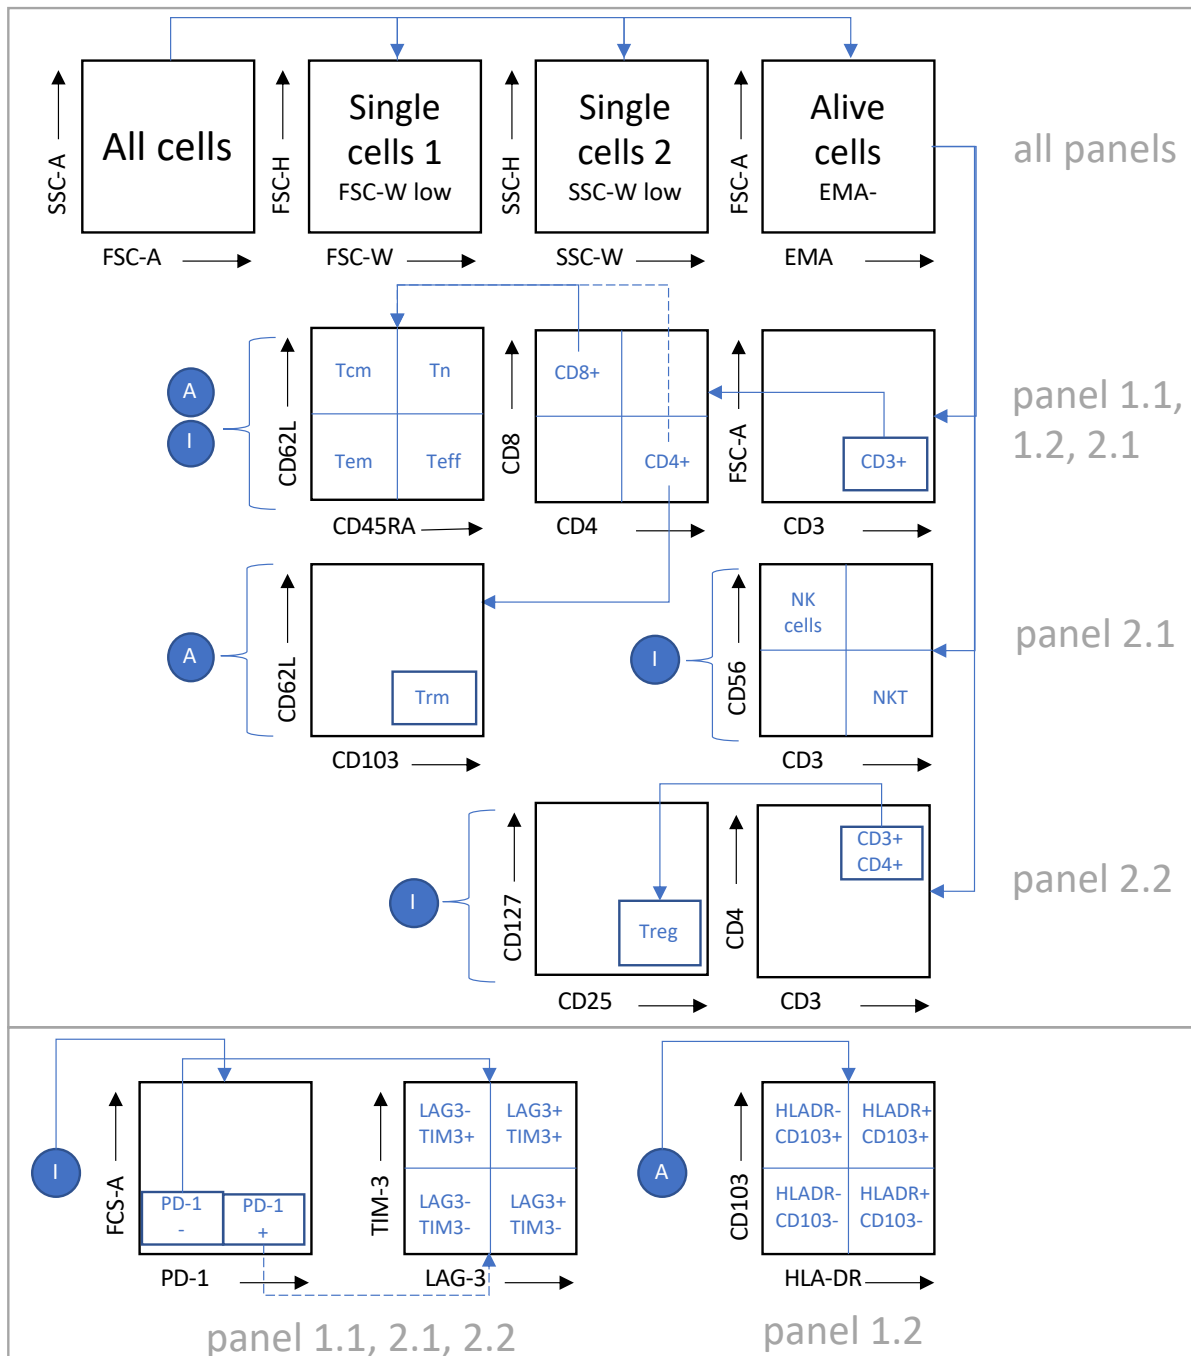 SSC-A
All cells
FSC-A
FSC-H
Single
cells 1
FSC-W low
FSC-W
SSC-H
Single
cells 2
SSC-W low
SSC-W
FSC-A
Alive
cells
EMA-
EMA
all panels
A
I
CD62L
Tcm
Tn
Tem
Teff
CD45RA
CD8
CD8+
CD4+
CD4
FSC-A
CD3+
CD3
panel 1.1,
1.2, 2.1
A
CD62L
Trm
CD103
I
CD56
NK
cells
NKT
CD3
panel 2.1
I
CD127
Treg
CD25
CD4
CD3+
CD4+
CD3
panel 2.2
I
FCS-A
PD-1
-
PD-1
+
PD-1
TIM-3
LAG3-
TIM3+
LAG3+
TIM3+
LAG3-
TIM3-
LAG3+
TIM3-
LAG-3
panel 1.1, 2.1, 2.2
A
CD103
HLADR-
CD103+
HLADR+
CD103+
HLADR-
CD103-
HLADR+
CD103-
HLA-DR
panel 1.2